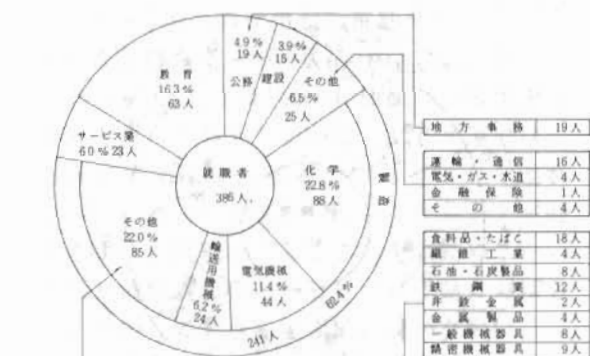 4.9%
19人
公務
3.9%
15人
建設
その他
6.5%
25人
教育
16.3%
63人
サービス業
6.0% 23人
就職者
386人.
化学
22.8%
88人
製造
その他
22.0%
85人
輸送用機械
6.2%
24人
電気機械
11.4%
44人
62.4%
241人
地方事務 19人
運輸・通信 16人
電気・ガス・水道 4人
金融保険 1人
その他 4人
食料品・たばこ 18人
繊維工業 4人
石油・石炭製品 8人
鉄鋼業 12人
非鉄金属 2人
金属製品 4人
一般機械器具 8人
精密機械器具 9人